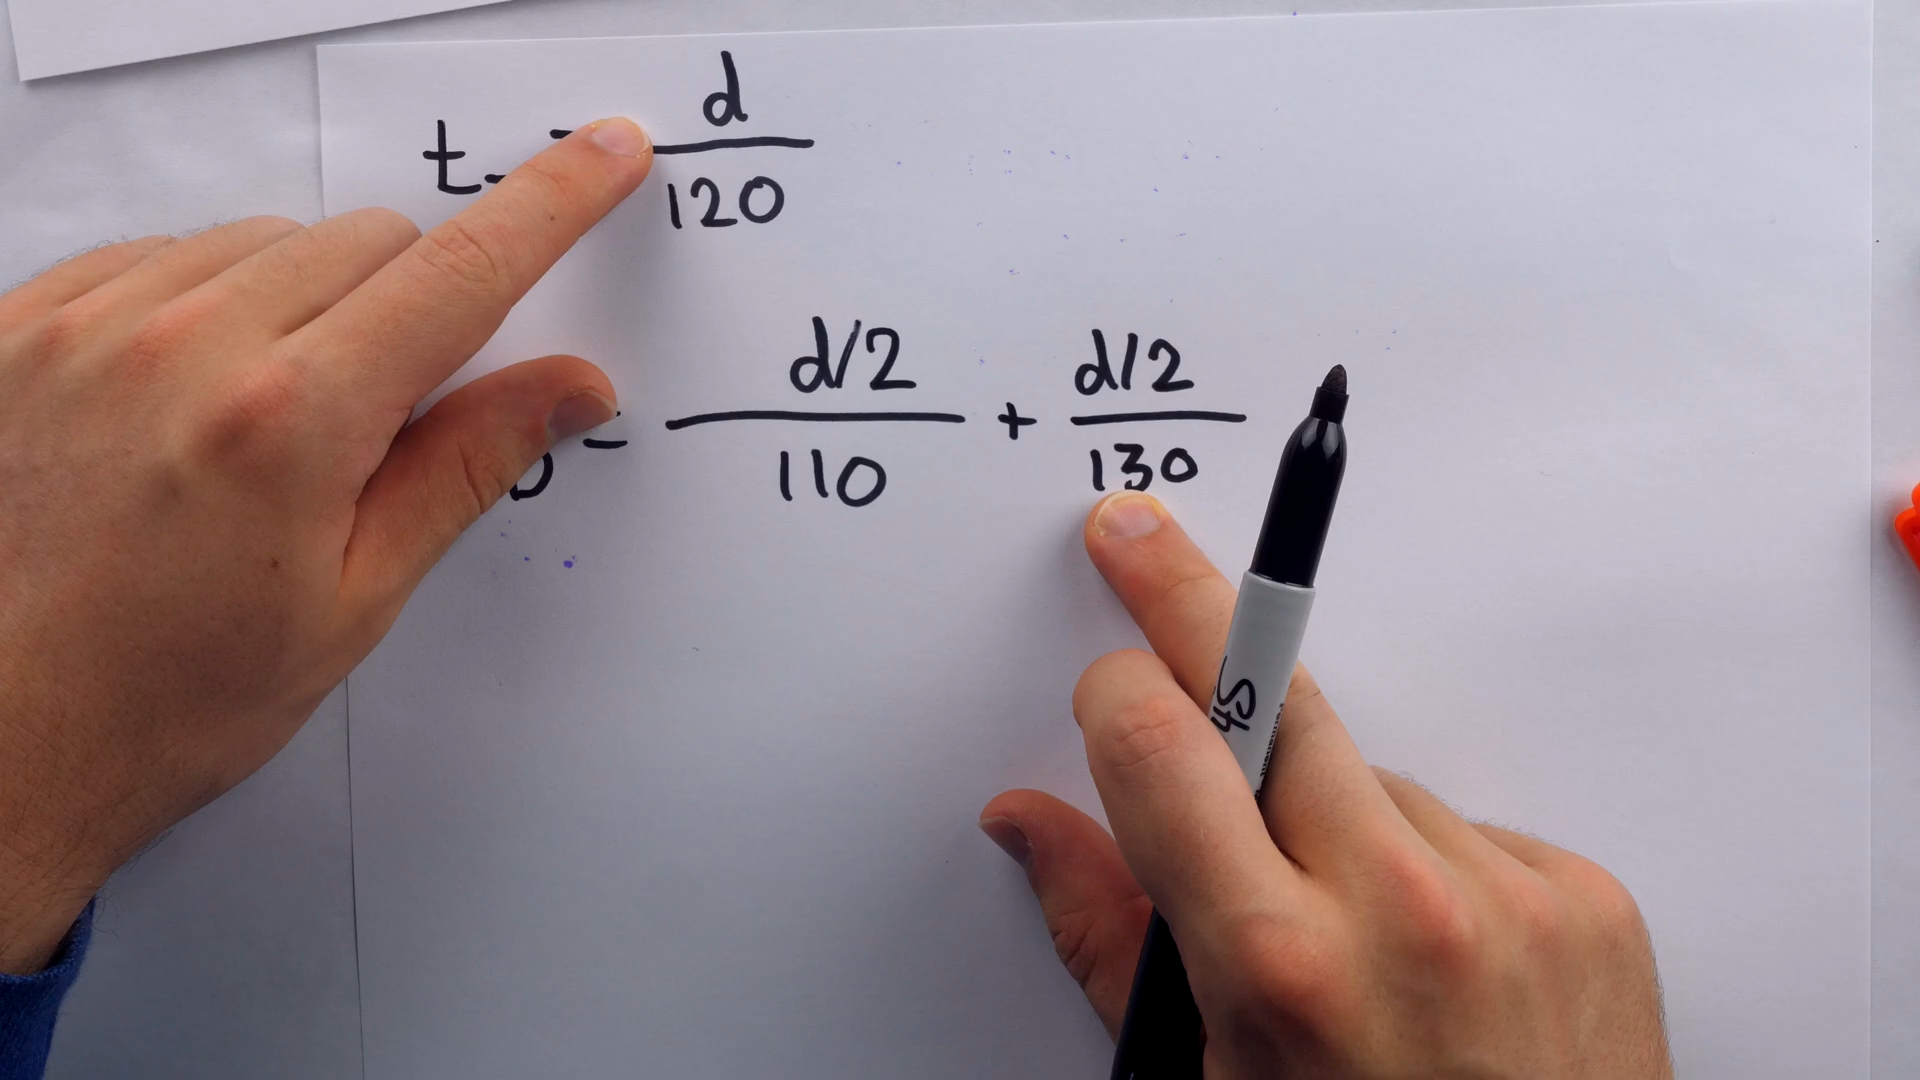 t = d
120
= d/2 + d/2
110 130